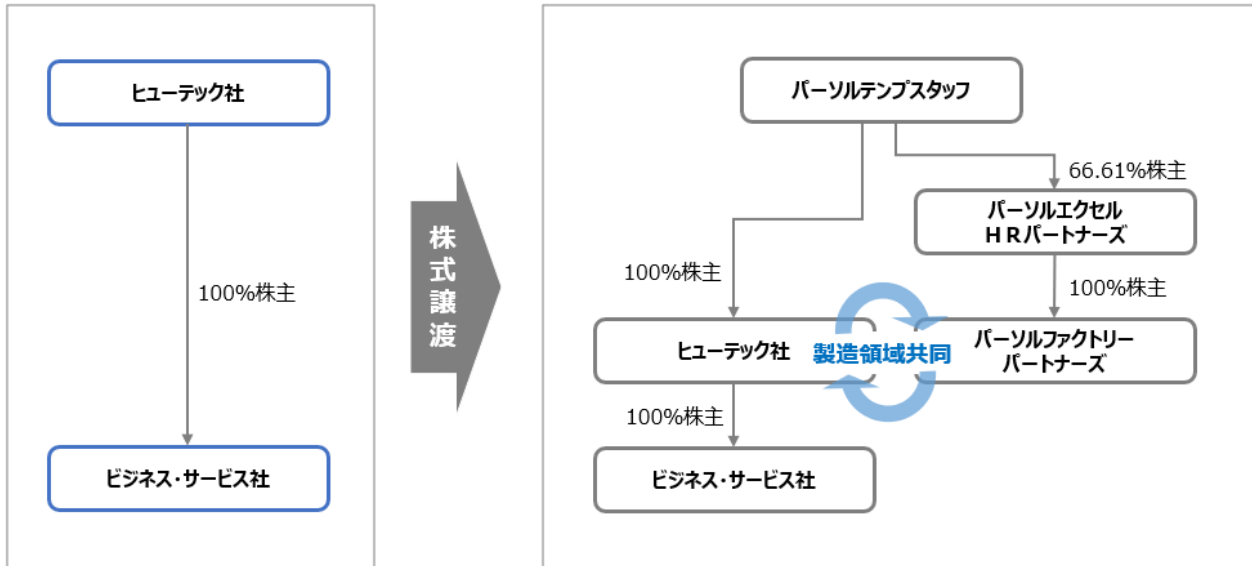 ヒューテック社
100%株主
ビジネス・サービス社
株式譲渡
パーソルテンプスタッフ
66.61%株主
パーソルエクセル
ＨＲパートナーズ
100%株主
100%株主
ヒューテック社
製造領域共同
パーソルファクトリー
パートナーズ
100%株主
ビジネス・サービス社